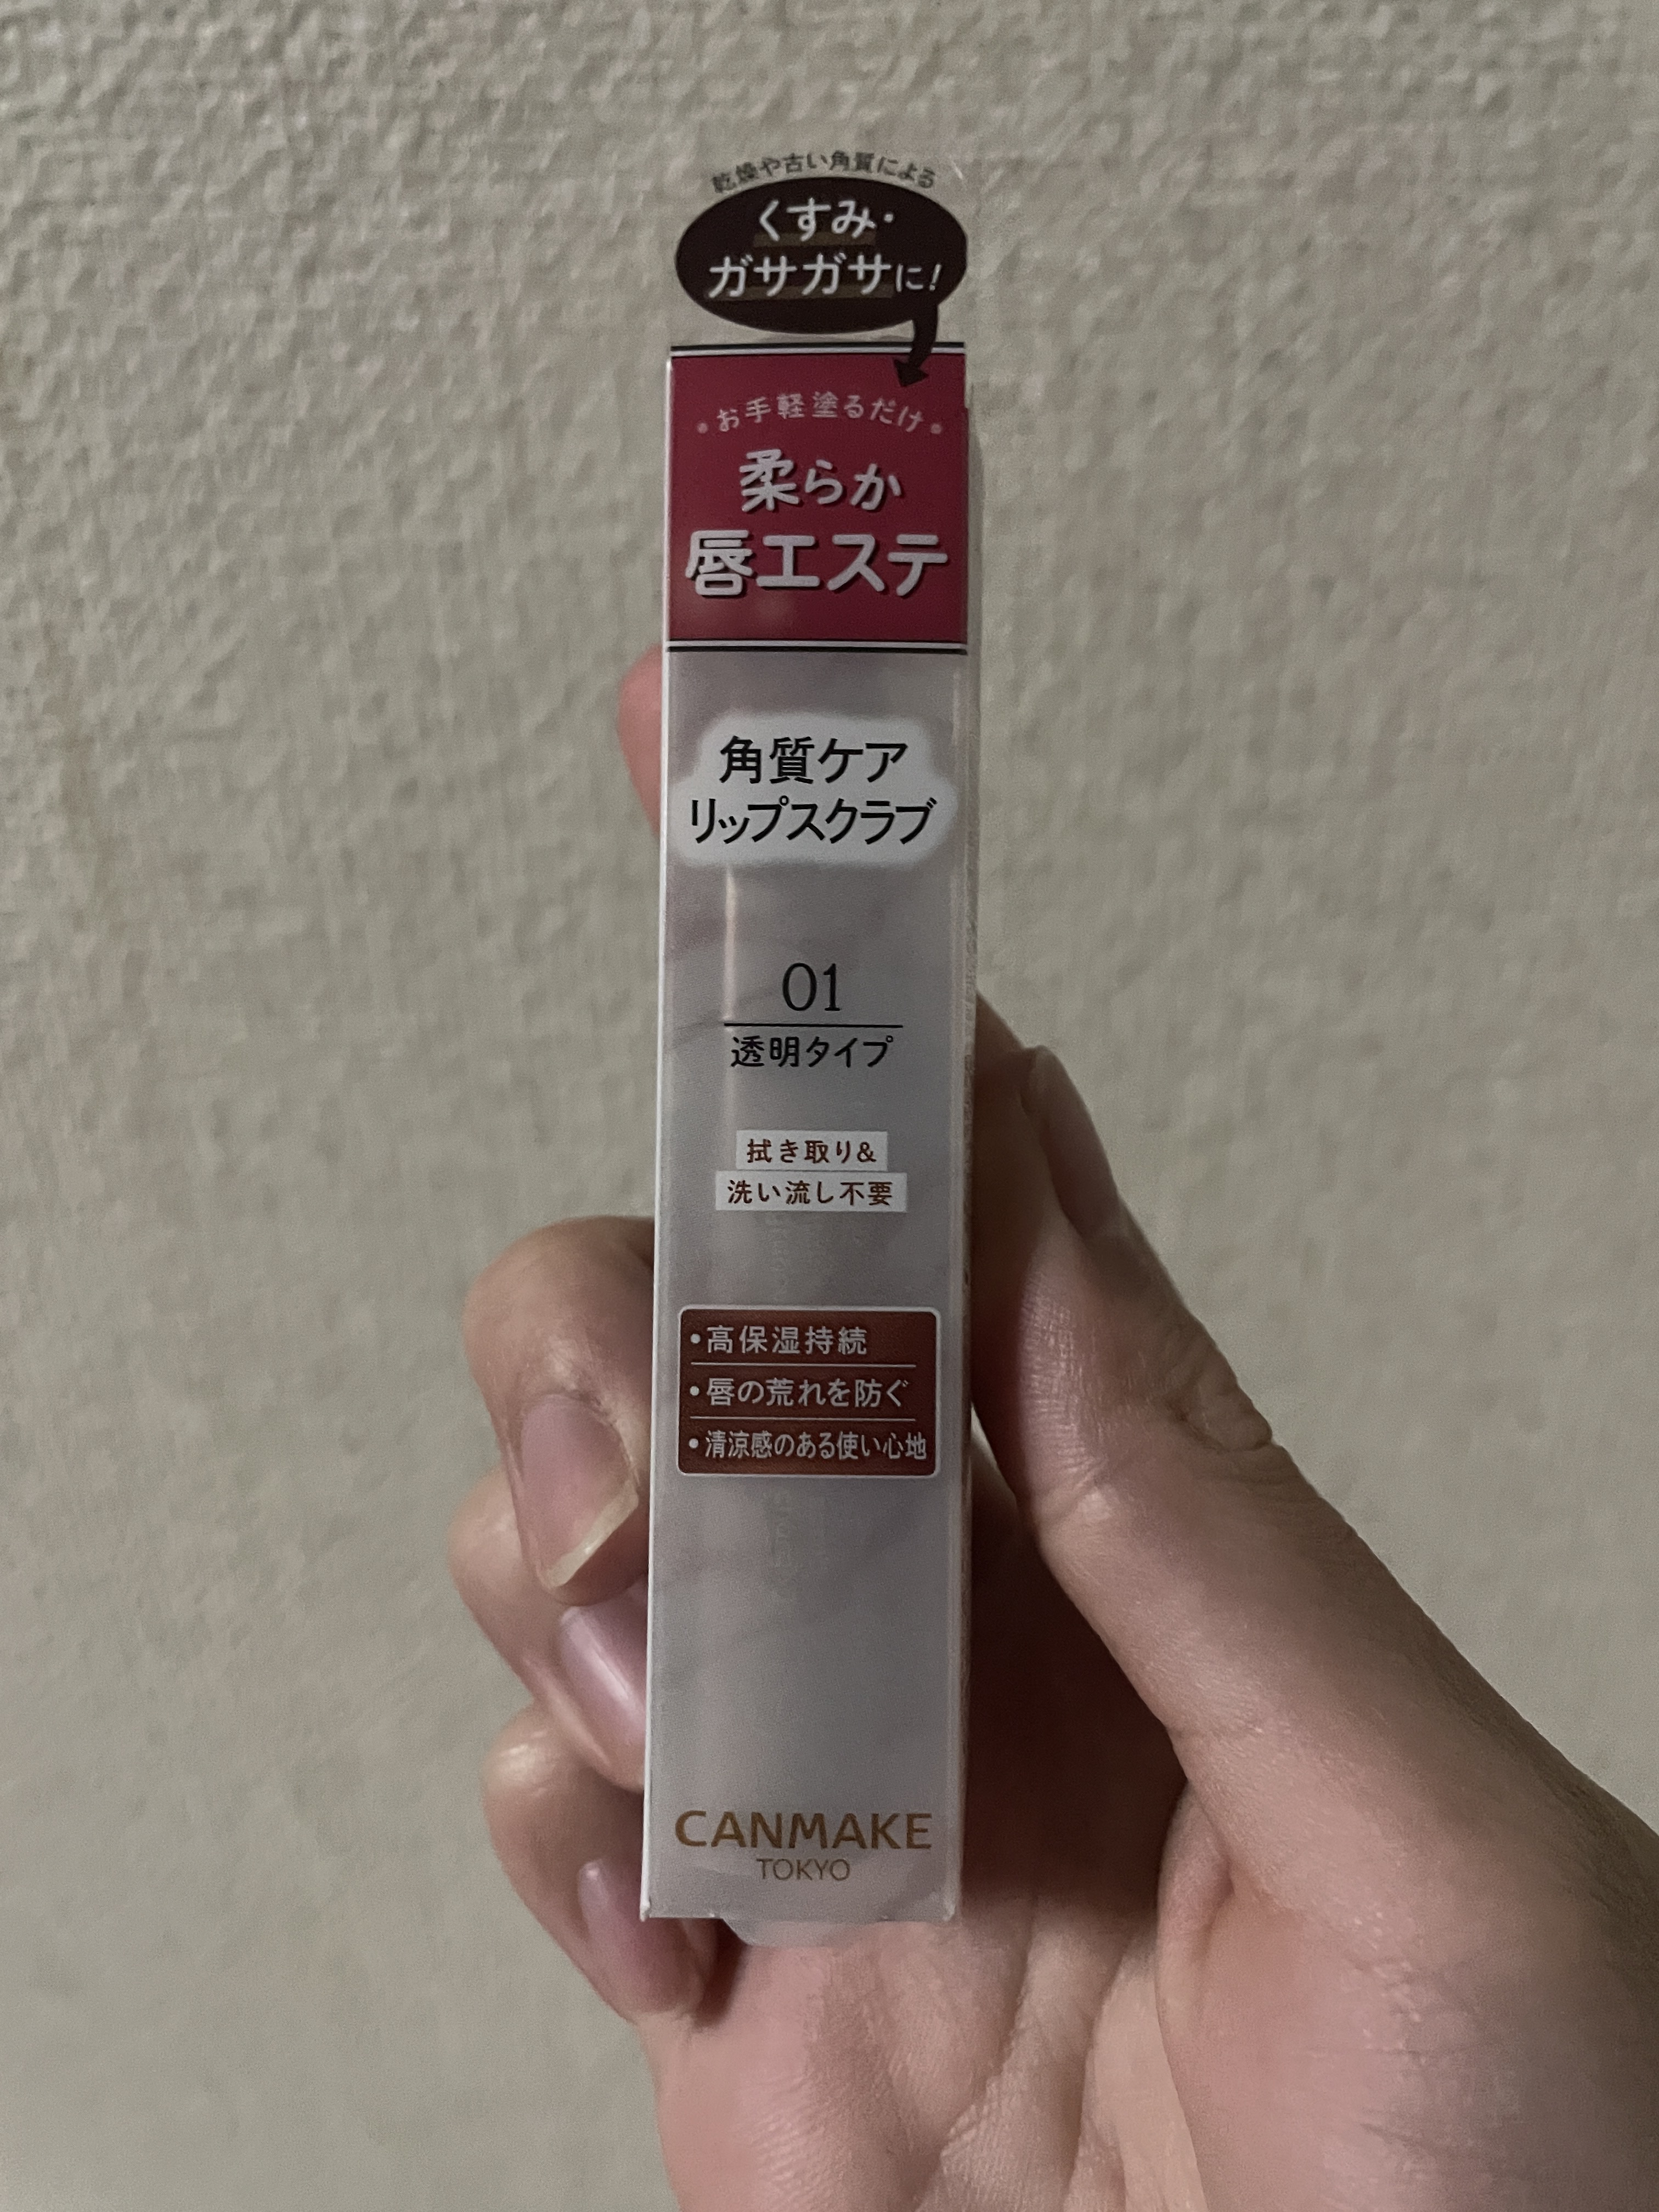 乾燥や古い角質による
くすみ・
ガサガサに!
・お手軽塗るだけ・
柔らか
唇エステ
角質ケア
リップスクラブ
01
透明タイプ
拭き取り&
洗い流し不要
・高保湿持続
・唇の荒れを防ぐ
・清涼感のある使い心地
CANMAKE
TOKYO